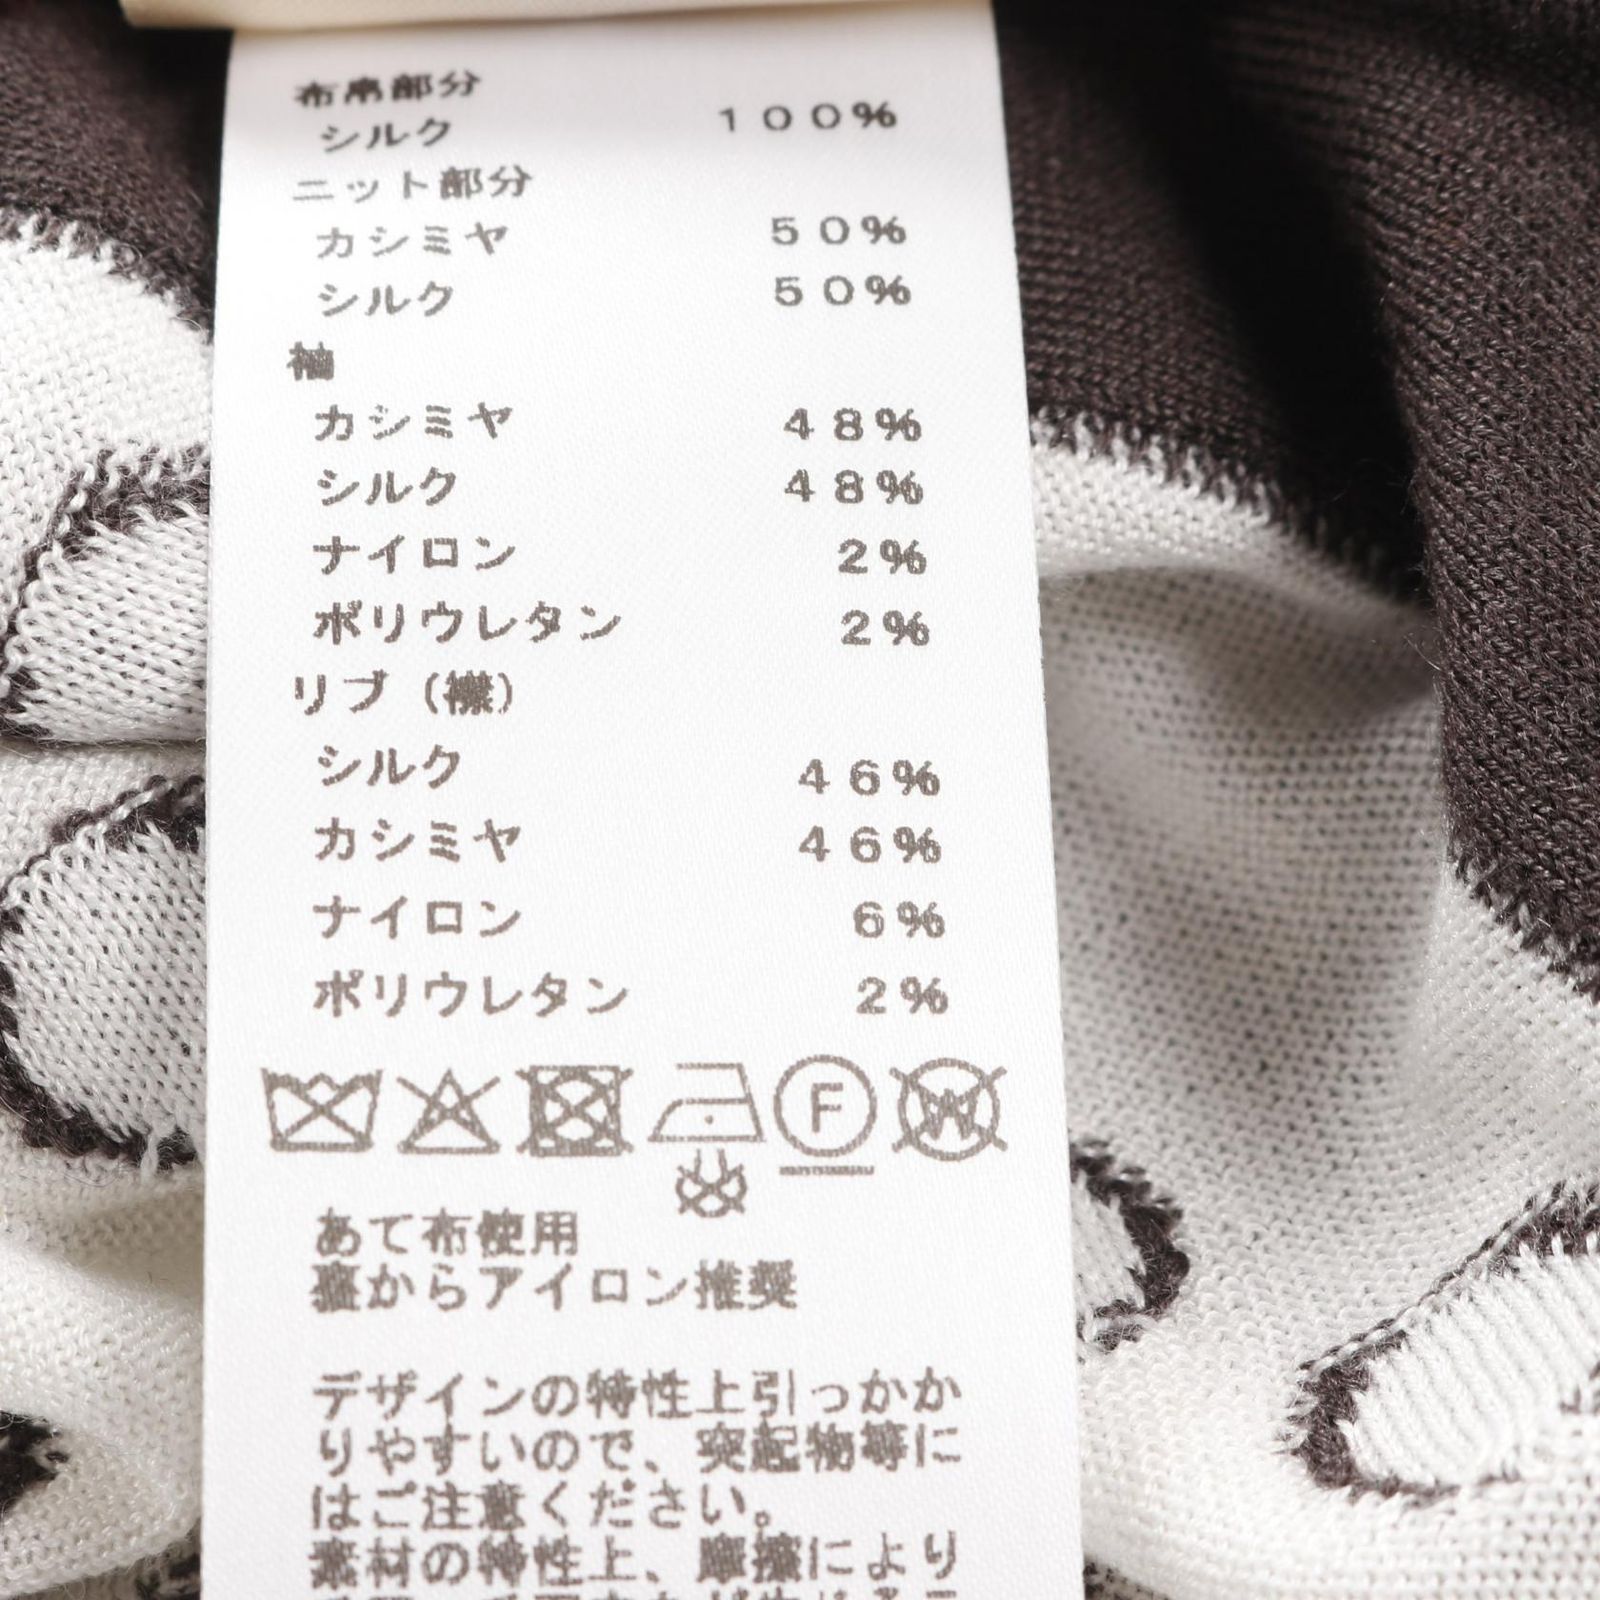 布帛部分
シルク 100%
ニット部分
カシミヤ 50%
シルク 50%
袖
カシミヤ 48%
シルク 48%
ナイロン 2%
ポリウレタン 2%
リブ（襟）
シルク 46%
カシミヤ 46%
ナイロン 6%
ポリウレタン 2%
F W
あて布使用
裏からアイロン推奨
デザインの特性上引っかか
りやすいので、突起物等に
はご注意ください。
素材の特性上、摩擦により